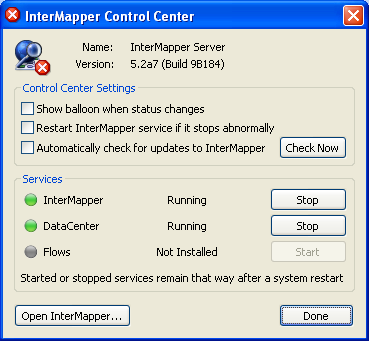 InterMapper Control Center
Name: InterMapper Server
Version: 5.2a7 (Build 9B184)
Control Center Settings
Show balloon when status changes
Restart InterMapper service if it stops abnormally
Automatically check for updates to InterMapper Check Now
Services
InterMapper Running Stop
DataCenter Running Stop
Flows Not Installed Start
Started or stopped services remain that way after a system restart
Open InterMapper... Done